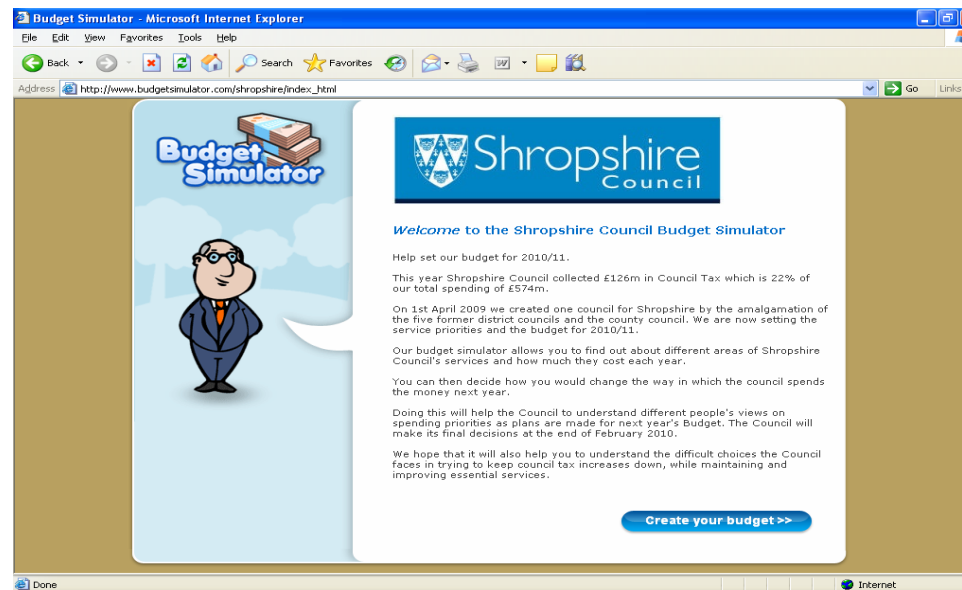 Budget Simulator - Microsoft Internet Explorer
File Edit View Favorites Tools Help
Back Search Favorites
Address http://www.budgetsimulator.com/shropshire/index_html Go Links
Budget
Simulator
Shropshire
Council
Welcome to the Shropshire Council Budget Simulator
Help set our budget for 2010/11.
This year Shropshire Council collected £126m in Council Tax which is 22% of
our total spending of £574m.
On 1st April 2009 we created one council for Shropshire by the amalgamation of
the five former district councils and the county council. We are now setting the
service priorities and the budget for 2010/11.
Our budget simulator allows you to find out about different areas of Shropshire
Council's services and how much they cost each year.
You can then decide how you would change the way in which the council spends
the money next year.
Doing this will help the Council to understand different people's views on
spending priorities as plans are made for next year's Budget. The Council will
make its final decisions at the end of February 2010.
We hope that it will also help you to understand the difficult choices the Council
faces in trying to keep council tax increases down, while maintaining and
improving essential services.
Create your budget >>
Done Internet